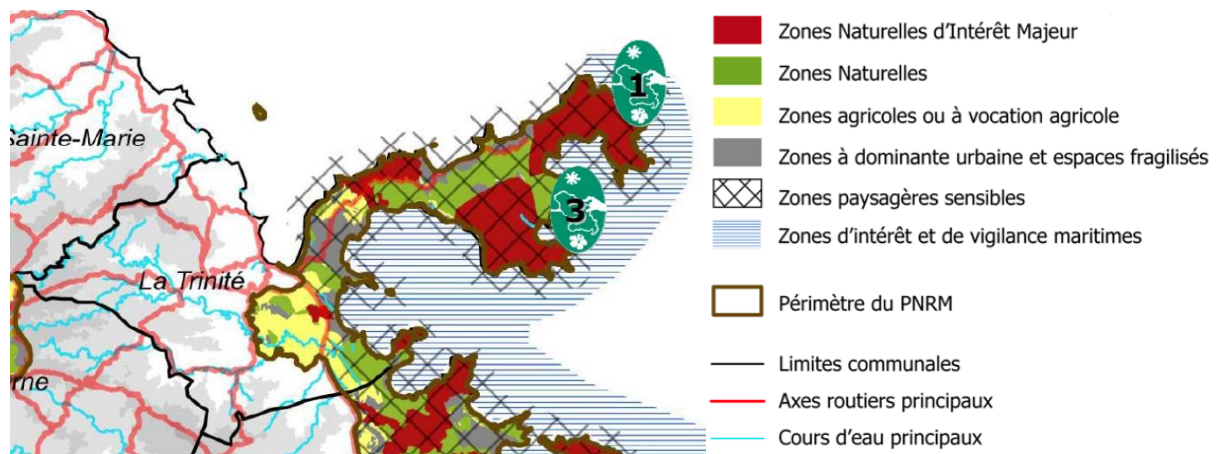 Sainte-Marie
La Trinité
rne
1
3
Zones Naturelles d'Intérêt Majeur
Zones Naturelles
Zones agricoles ou à vocation agricole
Zones à dominante urbaine et espaces fragilisés
Zones paysagères sensibles
Zones d'intérêt et de vigilance maritimes
Périmètre du PNRM
Limites communales
Axes routiers principaux
Cours d'eau principaux